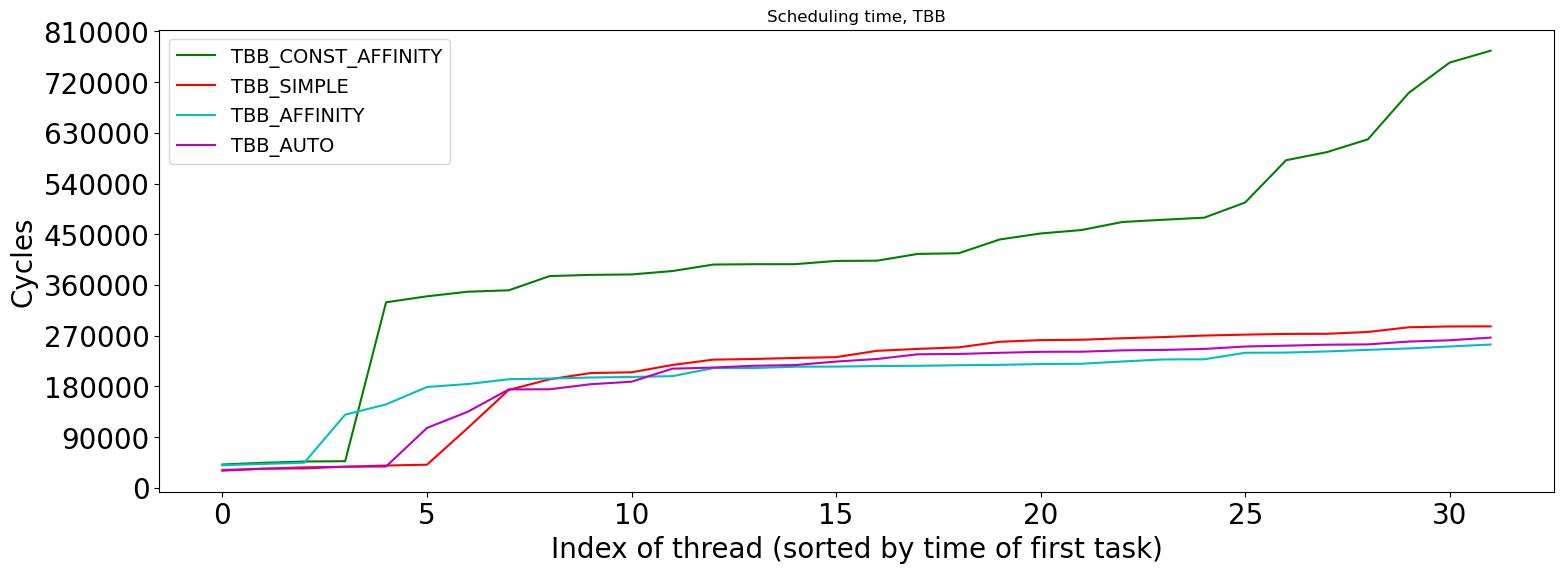 Scheduling time, TBB
810000
720000
630000
540000
450000
360000
270000
180000
90000
0
Cycles
TBB_CONST_AFFINITY
TBB_SIMPLE
TBB_AFFINITY
TBB_AUTO
0 5 10 15 20 25 30
Index of thread (sorted by time of first task)